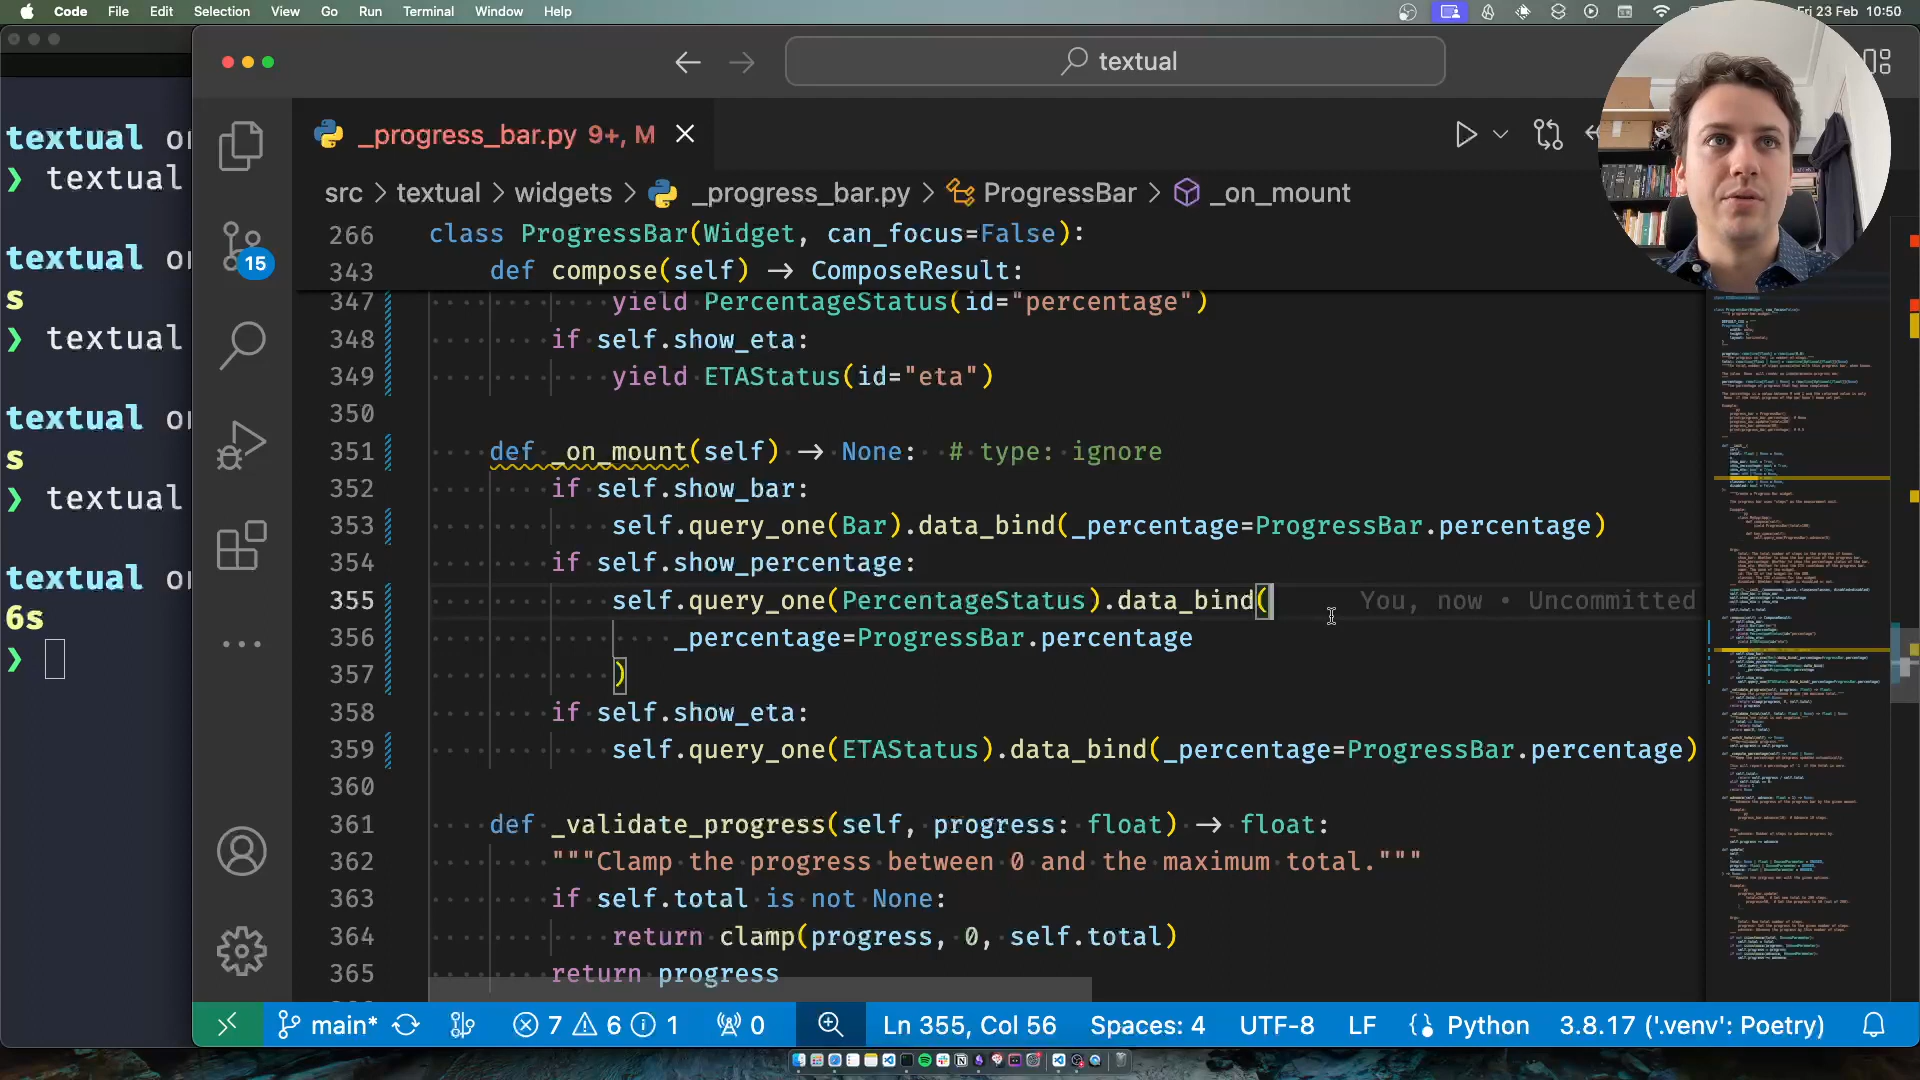 Code File Edit Selection View Go Run Terminal Window Help
Fri 23 Feb 10:50
textual
textual on
❯ textual
textual on
s
❯ textual
textual on
s
❯ textual
textual on
6s
❯
_progress_bar.py 9+, M
src > textual > widgets > _progress_bar.py > ProgressBar > _on_mount
15
266 class ProgressBar(Widget, can_focus=False):
343 def compose(self) → ComposeResult:
347 yield PercentageStatus(id="percentage")
348 if self.show_eta:
349 yield ETAStatus(id="eta")
350
351 def _on_mount(self) → None: # type: ignore
352 if self.show_bar:
353 self.query_one(Bar).data_bind(_percentage=ProgressBar.percentage)
354 if self.show_percentage:
355 self.query_one(PercentageStatus).data_bind( You, now • Uncommitted
356 _percentage=ProgressBar.percentage
357 )
358 if self.show_eta:
359 self.query_one(ETAStatus).data_bind(_percentage=ProgressBar.percentage)
360
361 def _validate_progress(self, progress: float) → float:
362 """Clamp the progress between 0 and the maximum total."""
363 if self.total is not None:
364 return clamp(progress, 0, self.total)
365 return progress
main* 7 6 1 0 Ln 355, Col 56 Spaces: 4 UTF-8 LF Python 3.8.17 ('.venv': Poetry)